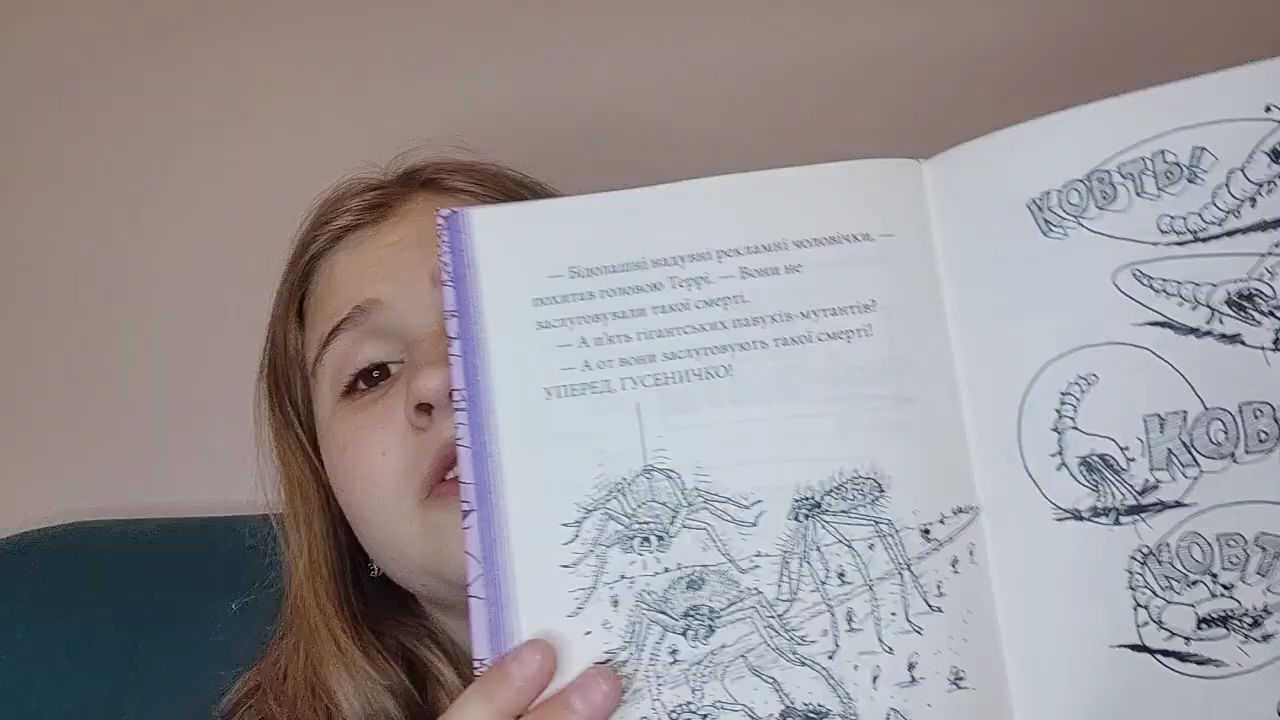 — Бідолашні надувні рекламні чоловічки, —
похитав головою Террі. — Вони не
заслуговували такої смерті.
— А п'ять гігантських павуків-мутантів?
— А от вони заслуговують такої смерті!
УПЕРЕД, ГУСЕНИЧКО!
КОВТЬ!
КОВ
КОВТ